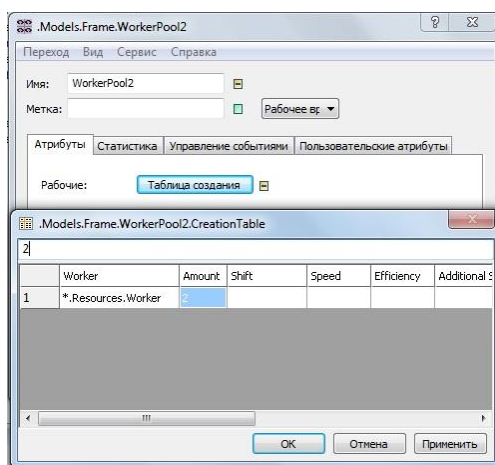 .Models.Frame.WorkerPool2
Переход Вид Сервис Справка
Имя: WorkerPool2
Метка: Рабочее вр
Атрибуты Статистика Управление событиями Пользовательские атрибуты
Рабочие: Таблица создания
.Models.Frame.WorkerPool2.CreationTable
2
Worker Amount Shift Speed Efficiency Additional S
1 *.Resources.Worker 2
OK Отмена Применить